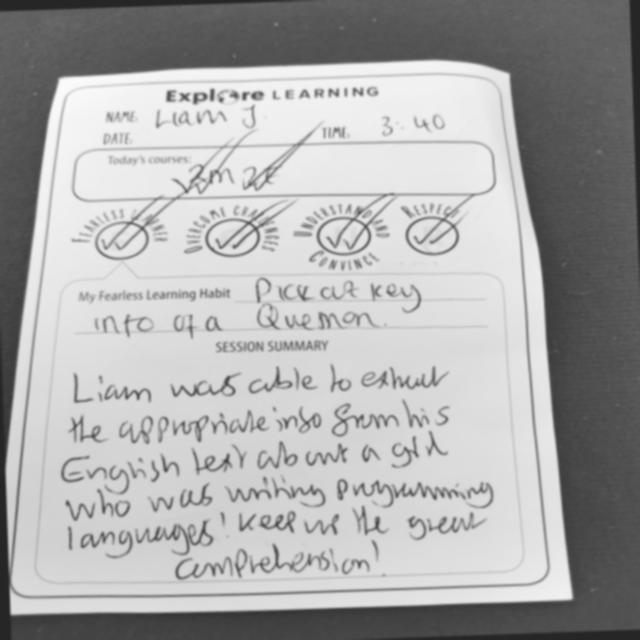 Explore LEARNING
NAME: Liam J.
DATE: TIME: 3:40
Today's courses:
FEARLESS LEARNER OVERCOME CHALLENGES UNDERSTAND AND CONVINCE RESPECT
My Fearless Learning Habit Pick out key
info of a Question.
SESSION SUMMARY
Liam was able to extract
the appropriate info from his
English text about a girl
who was writing programming
languages! Keep up the great
comprehension!